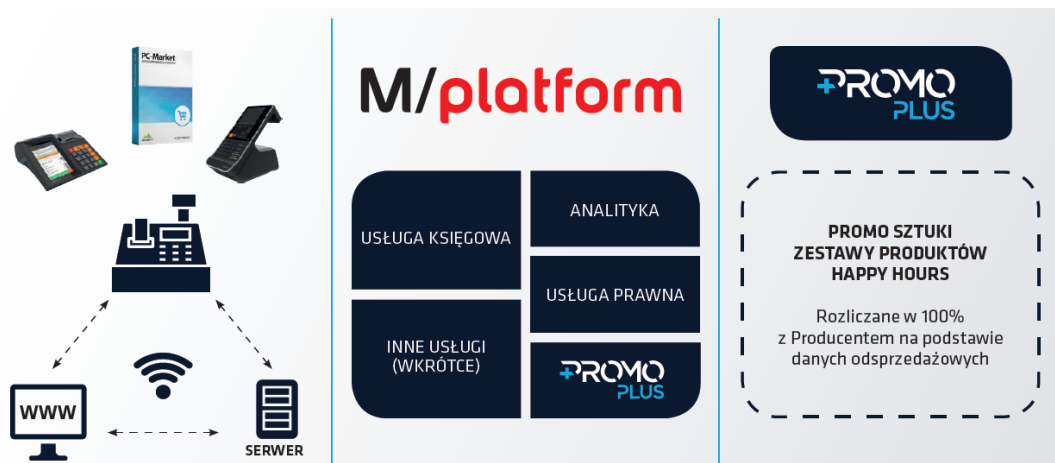 PC-Market
WWW
SERWER
M/platform
USŁUGA KSIĘGOWA
ANALITYKA
USŁUGA PRAWNA
INNE USŁUGI
(WKRÓTCE)
+PROMO
PLUS
+PROMO
PLUS
PROMO SZTUKI
ZESTAWY PRODUKTÓW
HAPPY HOURS
Rozliczane w 100%
z Producentem na podstawie
danych odsprzedażowych